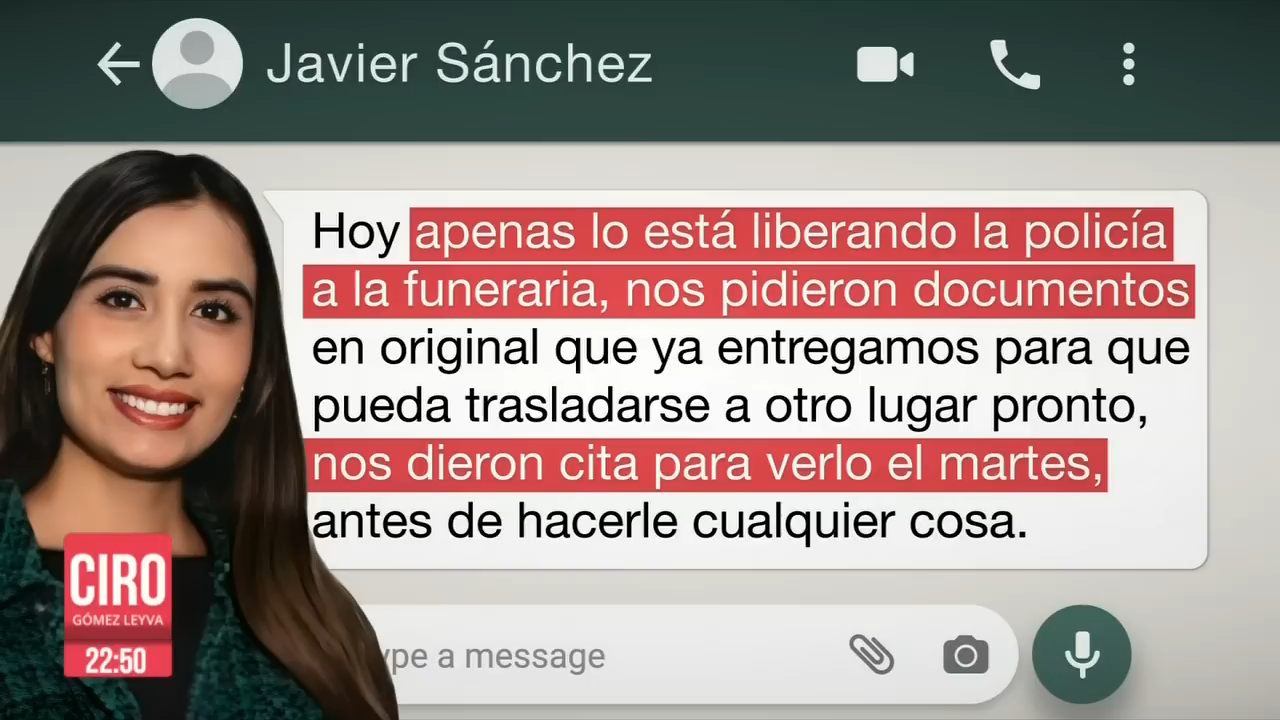 Javier Sánchez
Hoy apenas lo está liberando la policía
a la funeraria, nos pidieron documentos
en original que ya entregamos para que
pueda trasladarse a otro lugar pronto,
nos dieron cita para verlo el martes,
antes de hacerle cualquier cosa.
ype a message
CIRO
GÓMEZ LEYVA
22:50